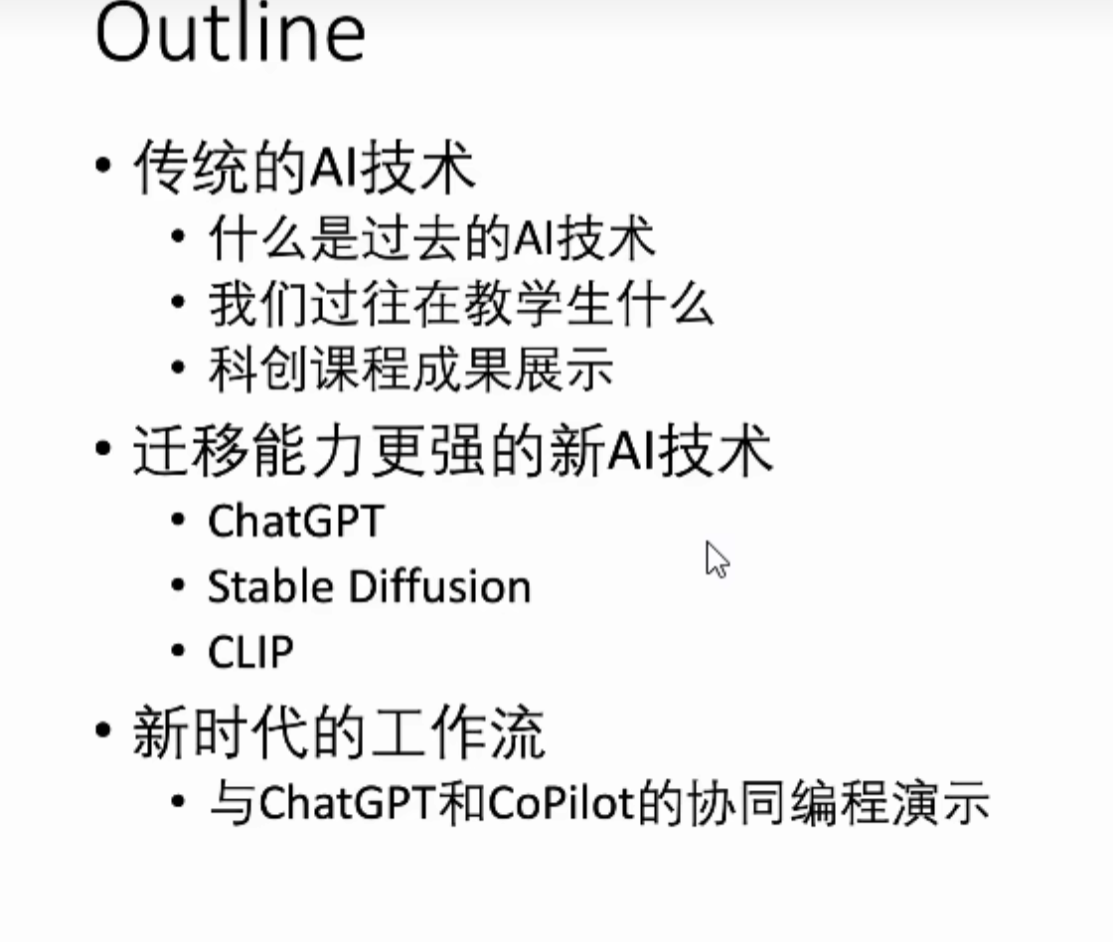 Outline
• 传统的AI技术
• 什么是过去的AI技术
• 我们过往在教学生什么
• 科创课程成果展示
• 迁移能力更强的新AI技术
• ChatGPT
• Stable Diffusion
• CLIP
• 新时代的工作流
• 与ChatGPT和CoPilot的协同编程演示